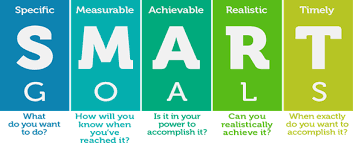 Specific Measurable Achievable Realistic Timely
SMART
GOALS
What do you want to do?
How will you know when you've reached it?
Is it in your power to accomplish it?
Can you realistically achieve it?
When exactly do you want to accomplish it?